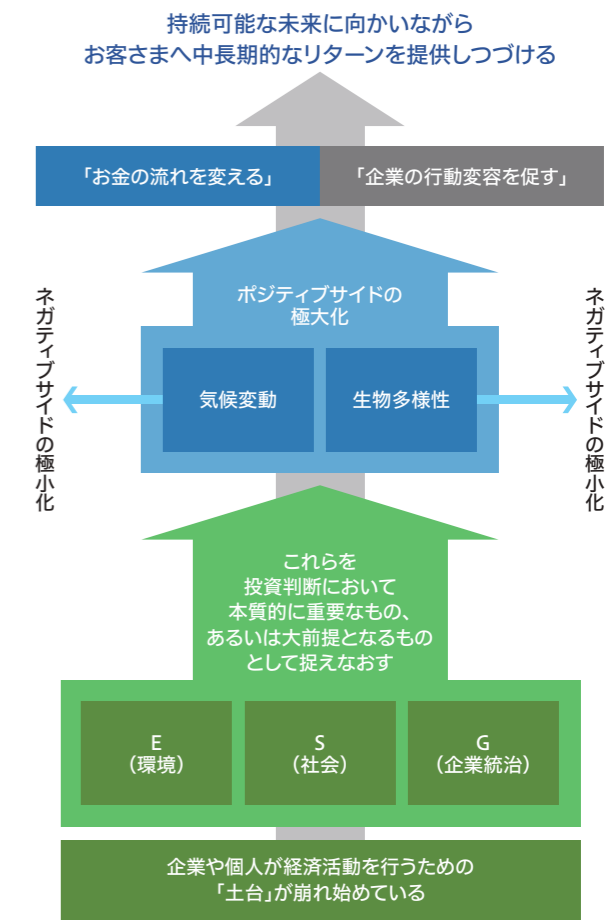 持続可能な未来に向かいながら
お客さまへ中長期的なリターンを提供しつづける
「お金の流れを変える」
「企業の行動変容を促す」
ポジティブサイドの
極大化
ネガティブサイドの極小化
気候変動
生物多様性
ネガティブサイドの極小化
これらを
投資判断において
本質的に重要なもの、
あるいは大前提となるもの
として捉えなおす
E
（環境）
S
（社会）
G
（企業統治）
企業や個人が経済活動を行うための
「土台」が崩れ始めている